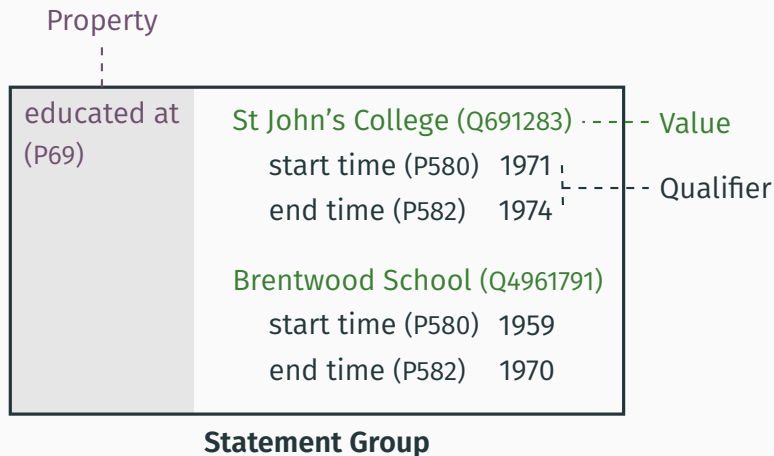 Property
educated at
(P69)
St John’s College (Q691283)
Value
start time (P580) 1971
end time (P582) 1974
Qualifier
Brentwood School (Q4961791)
start time (P580) 1959
end time (P582) 1970
Statement Group